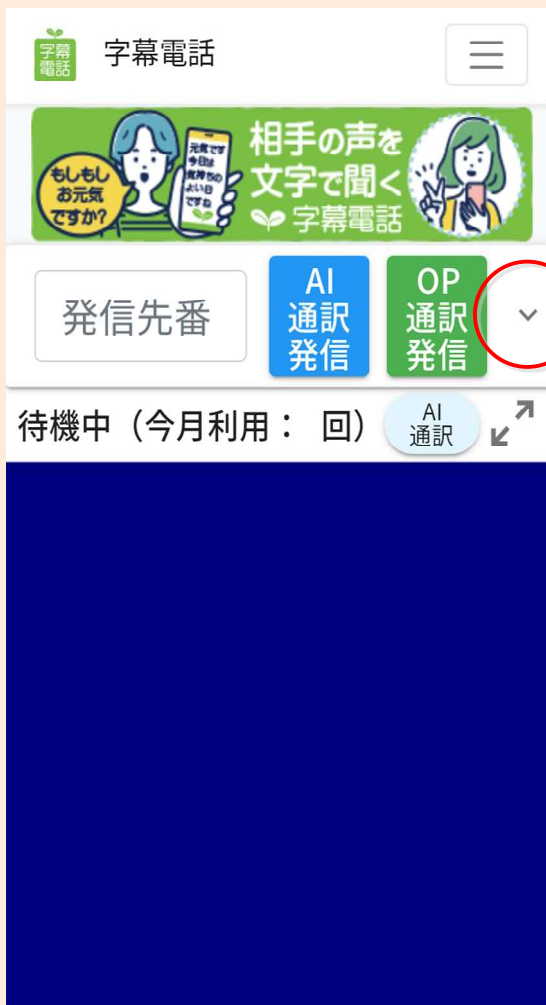 字幕
電話
字幕電話
もしもし
お元気
ですか?
元気です
今日は
気持ちの
よい日
ですね
相手の声を
文字で聞く
字幕電話
発信先番
AI
通訳
発信
OP
通訳
発信
待機中（今月利用： 回）
AI
通訳